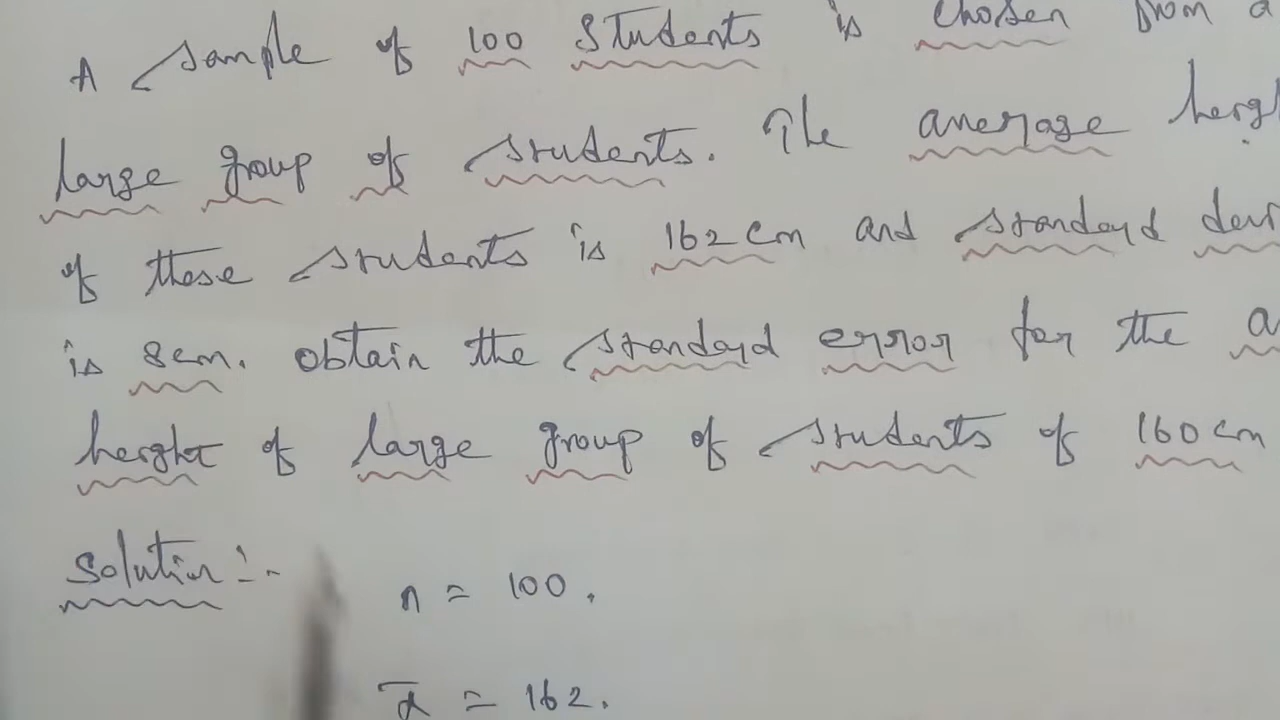 A sample of 100 students is chosen from a
large group of students. The average heigh
of these students is 162 cm and standard devi
is 8cm. obtain the standard error for the a
height of large group of students of 160 cm
Solution :-
n = 100.
x̅ = 162.